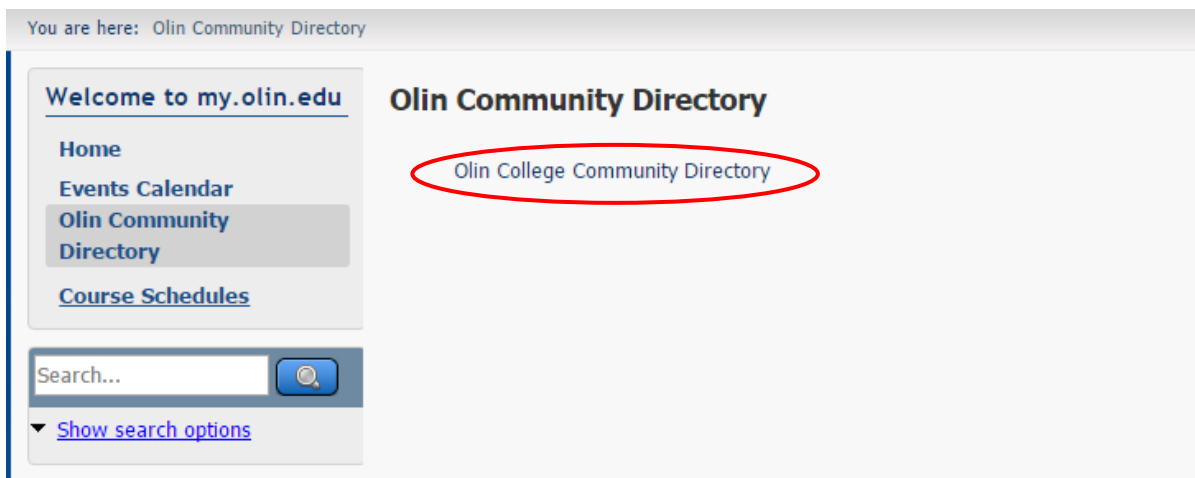 You are here: Olin Community Directory
Welcome to my.olin.edu
Home
Events Calendar
Olin Community
Directory
Course Schedules
Search...
Show search options
Olin Community Directory
Olin College Community Directory